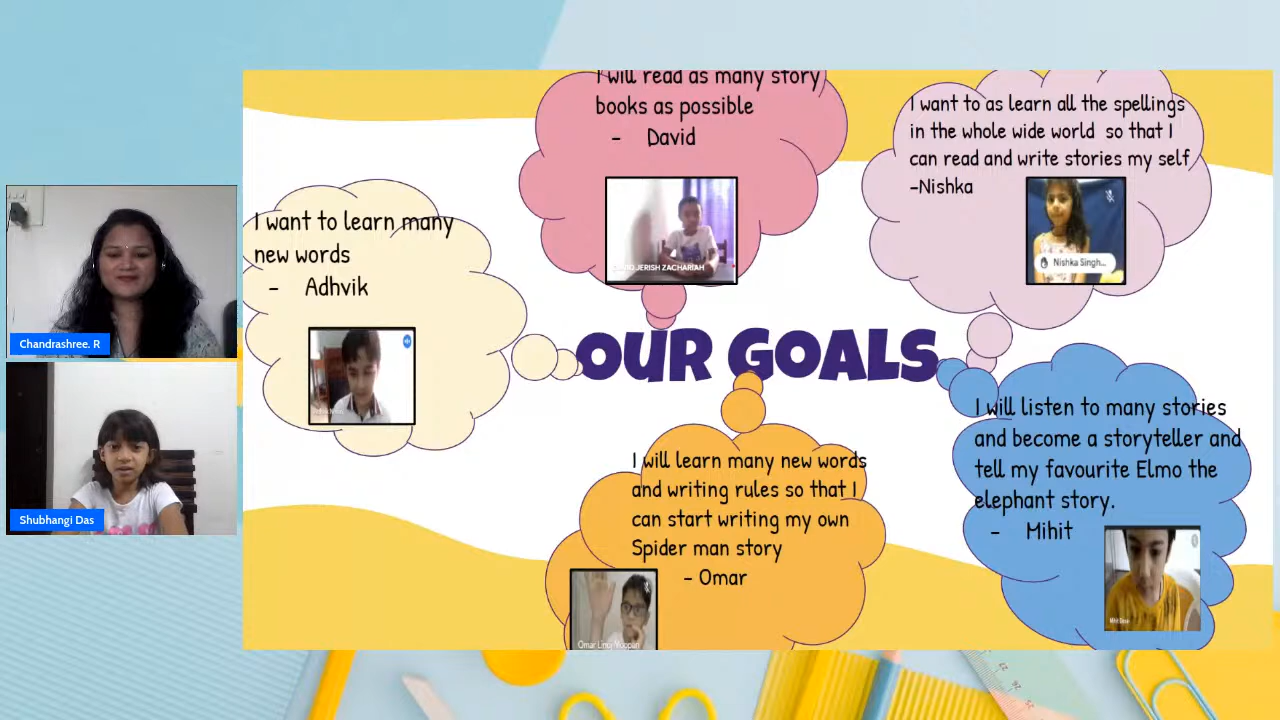 I will read as many story
books as possible
- David
DAVID JERISH ZACHARIAH
I want to as learn all the spellings
in the whole wide world so that I
can read and write stories my self
-Nishka
Nishka Singh...
I want to learn many
new words
- Adhvik
OUR GOALS
Chandrashree. R
I will listen to many stories
and become a storyteller and
tell my favourite Elmo the
elephant story.
- Mihit
I will learn many new words
and writing rules so that I
can start writing my own
Spider man story
- Omar
Shubhangi Das